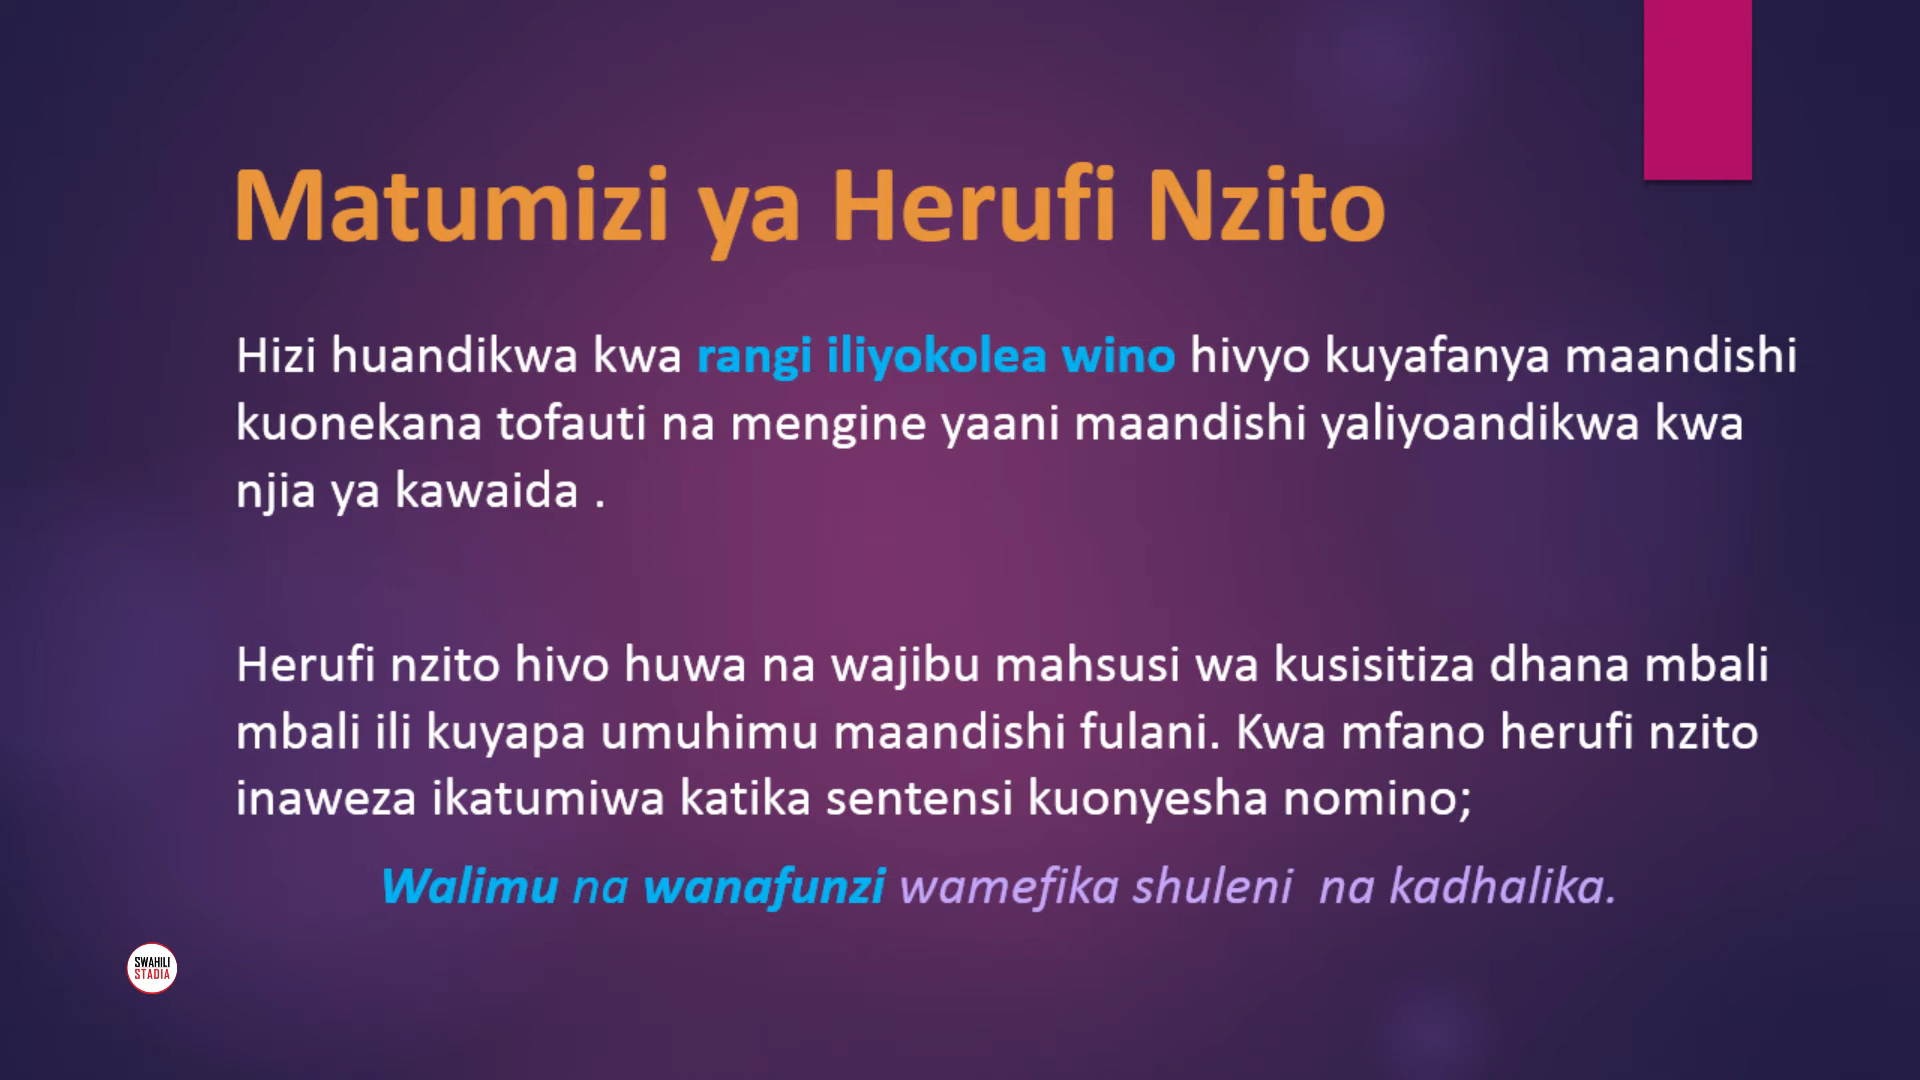 Matumizi ya Herufi Nzito
Hizi huandikwa kwa rangi iliyokolea wino hivyo kuyafanya maandishi
kuonekana tofauti na mengine yaani maandishi yaliyoandikwa kwa
njia ya kawaida .
Herufi nzito hivo huwa na wajibu mahsusi wa kusisitiza dhana mbali
mbali ili kuyapa umuhimu maandishi fulani. Kwa mfano herufi nzito
inaweza ikatumiwa katika sentensi kuonyesha nomino;
Walimu na wanafunzi wamefika shuleni  na kadhalika.
SWAHILI
STADIA